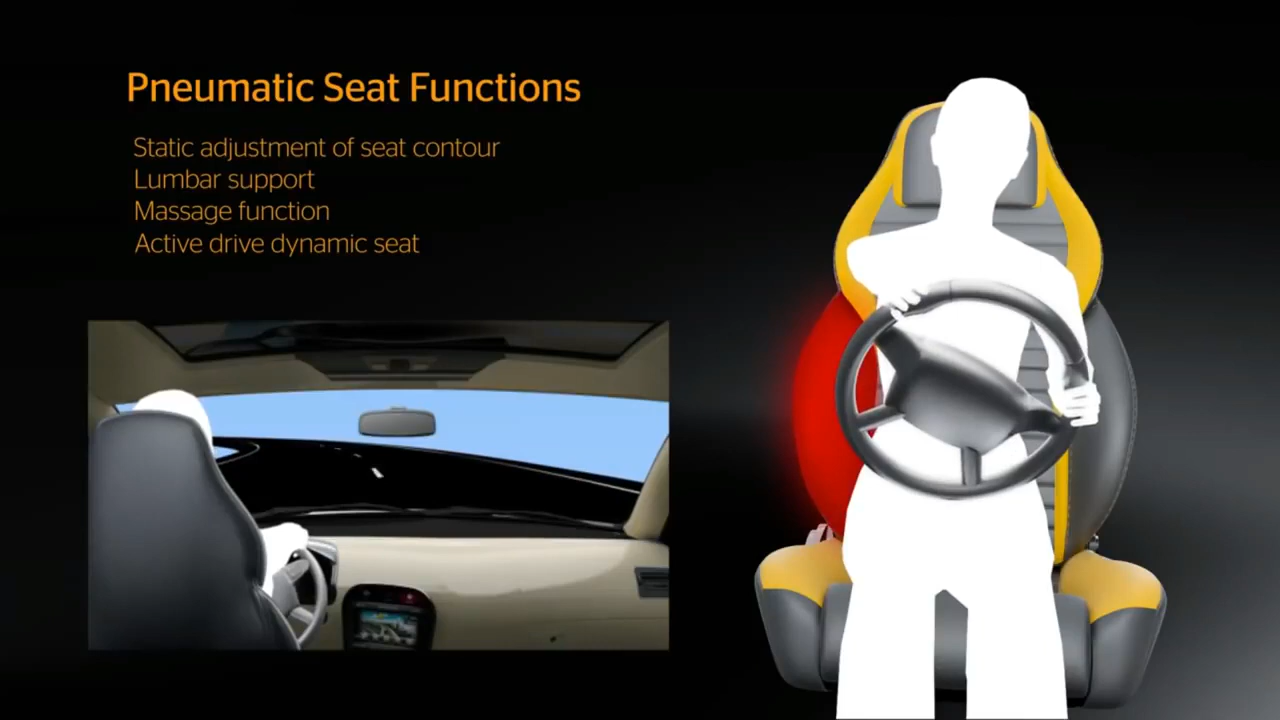 Pneumatic Seat Functions
Static adjustment of seat contour
Lumbar support
Massage function
Active drive dynamic seat